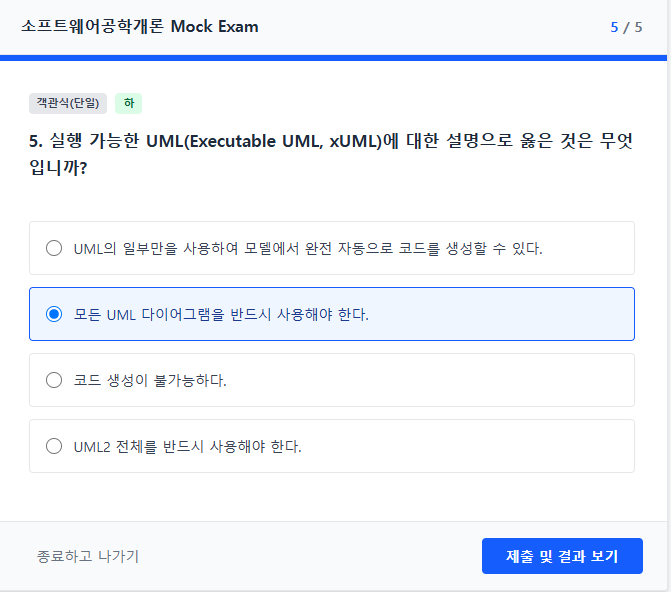 소프트웨어공학개론 Mock Exam
5 / 5
객관식(단일)
하
5. 실행 가능한 UML(Executable UML, xUML)에 대한 설명으로 옳은 것은 무엇
입니까?
UML의 일부만을 사용하여 모델에서 완전 자동으로 코드를 생성할 수 있다.
모든 UML 다이어그램을 반드시 사용해야 한다.
코드 생성이 불가능하다.
UML2 전체를 반드시 사용해야 한다.
종료하고 나가기
제출 및 결과 보기